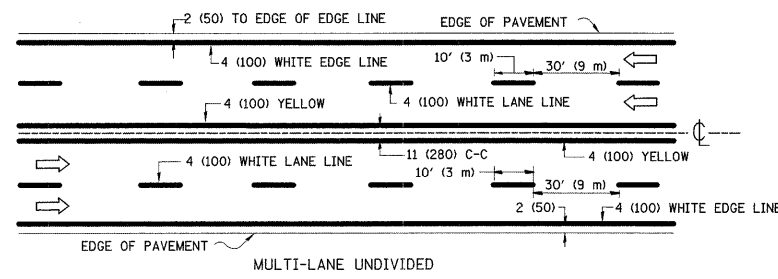 2 (50) TO EDGE OF EDGE LINE
EDGE OF PAVEMENT
4 (100) WHITE EDGE LINE
10' (3 m)
30' (9 m)
4 (100) YELLOW
4 (100) WHITE LANE LINE
CL
4 (100) WHITE LANE LINE
11 (280) C-C
4 (100) YELLOW
10' (3 m)
30' (9 m)
2 (50)
4 (100) WHITE EDGE LINE
EDGE OF PAVEMENT
MULTI-LANE UNDIVIDED